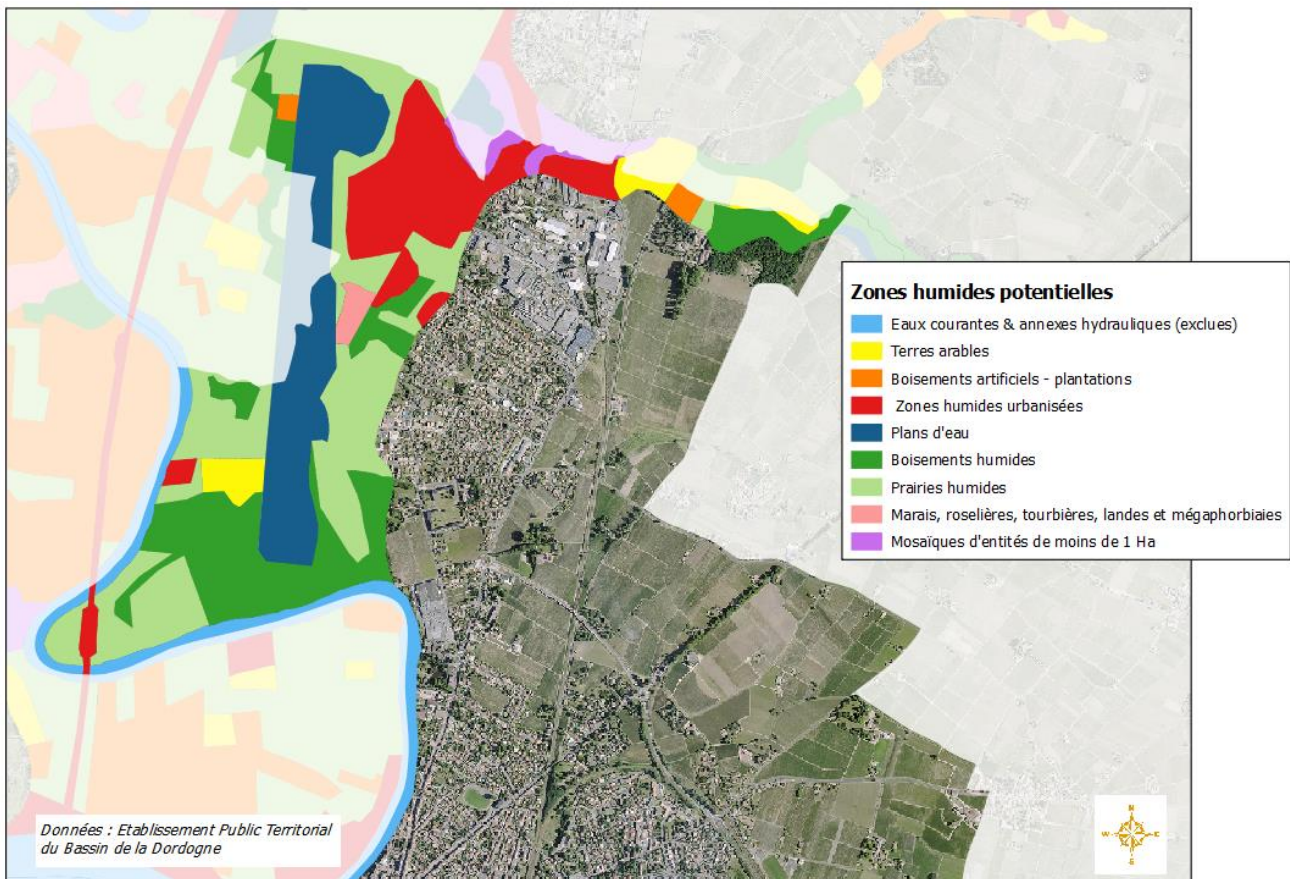 Zones humides potentielles
Eaux courantes & annexes hydrauliques (exclues)
Terres arables
Boisements artificiels - plantations
Zones humides urbanisées
Plans d'eau
Boisements humides
Prairies humides
Marais, roselières, tourbières, landes et mégaphorbiaies
Mosaïques d'entités de moins de 1 Ha
Données : Etablissement Public Territorial
du Bassin de la Dordogne
N
W
E
S